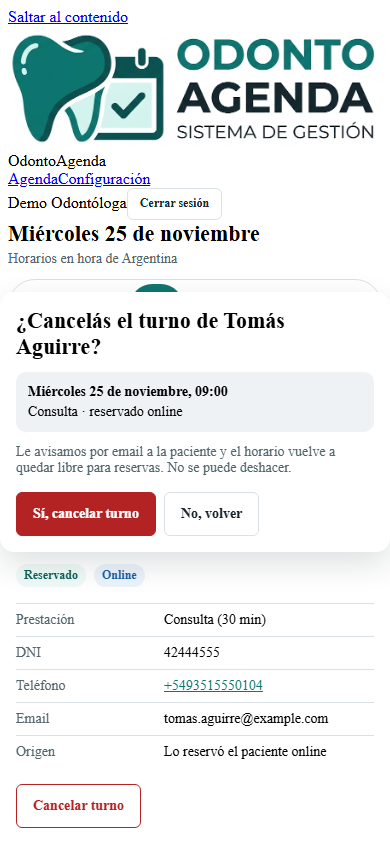 Saltar al contenido
ODONTO
AGENDA
SISTEMA DE GESTIÓN
OdontoAgenda
AgendaConfiguración
Demo Odontóloga Cerrar sesión
Miércoles 25 de noviembre
Horarios en hora de Argentina
¿Cancelás el turno de Tomás
Aguirre?
Miércoles 25 de noviembre, 09:00
Consulta · reservado online
Le avisamos por email a la paciente y el horario vuelve a
quedar libre para reservas. No se puede deshacer.
Sí, cancelar turno No, volver
Reservado Online
Prestación Consulta (30 min)
DNI 42444555
Teléfono +5493515550104
Email tomas.aguirre@example.com
Origen Lo reservó el paciente online
Cancelar turno